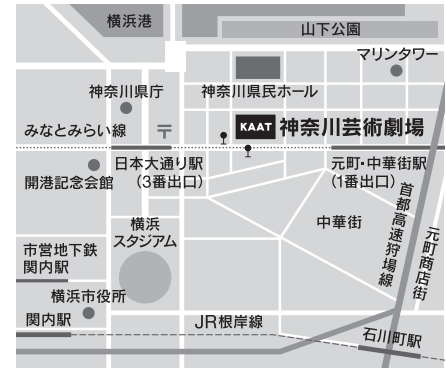 横浜港
山下公園
マリンタワー
神奈川県庁
神奈川県民ホール
みなとみらい線
〒
KAAT 神奈川芸術劇場
開港記念会館
日本大通り駅
(3番出口)
元町・中華街駅
(1番出口)
横浜
スタジアム
中華街
首都高速狩場線
元町商店街
市営地下鉄
関内駅
横浜市役所
関内駅
JR根岸線
石川町駅